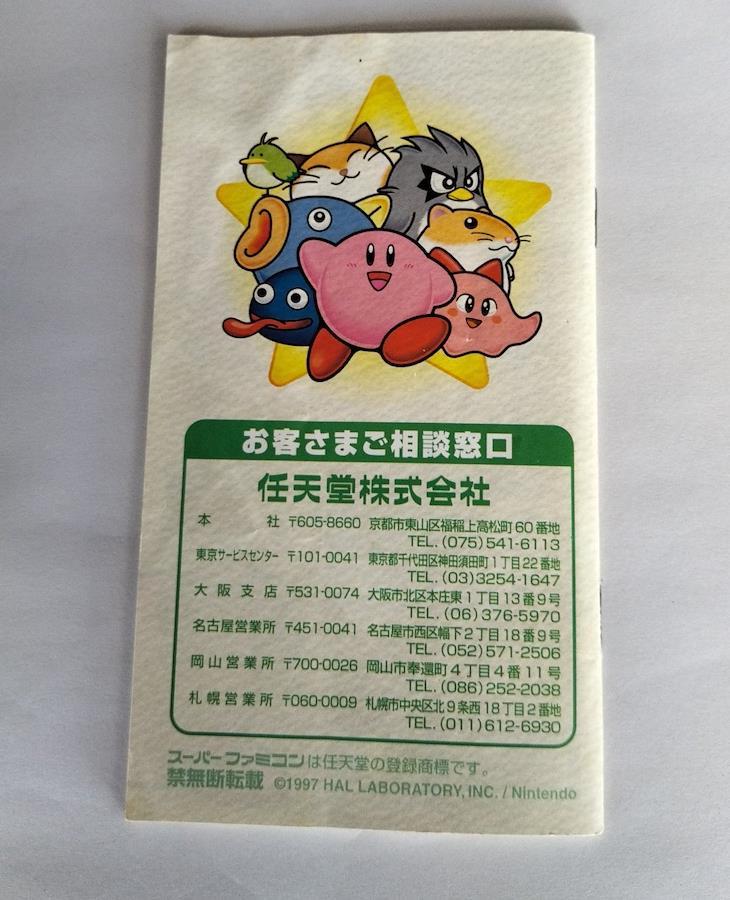 お客さまご相談窓口
任天堂株式会社
本社 〒605-8660 京都市東山区福稲上高松町60番地
TEL.(075)541-6113
東京サービスセンター 〒101-0041 東京都千代田区神田須田町1丁目22番地
TEL.(03)3254-1647
大阪支店 〒531-0074 大阪市北区本庄東1丁目13番9号
TEL.(06)376-5970
名古屋営業所 〒451-0041 名古屋市西区幅下2丁目18番9号
TEL.(052)571-2506
岡山営業所 〒700-0026 岡山市奉還町4丁目4番11号
TEL.(086)252-2038
札幌営業所 〒060-0009 札幌市中央区北9条西18丁目2番地
TEL.(011)612-6930
スーパーファミコンは任天堂の登録商標です。
禁無断転載 ©1997 HAL LABORATORY, INC. / Nintendo